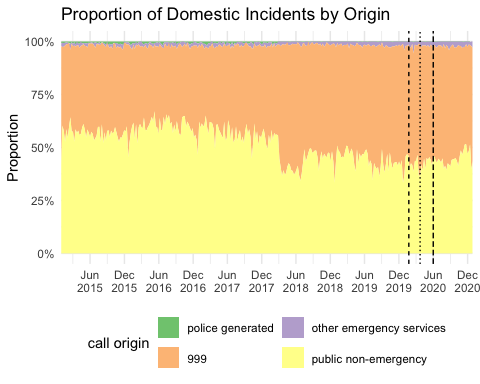 Proportion of Domestic Incidents by Origin
100%
75%
50%
25%
0%
Proportion
Jun Dec Jun Dec Jun Dec Jun Dec Jun Dec Jun Dec
2015 2015 2016 2016 2017 2017 2018 2018 2019 2019 2020 2020
call origin
police generated
other emergency services
999
public non-emergency